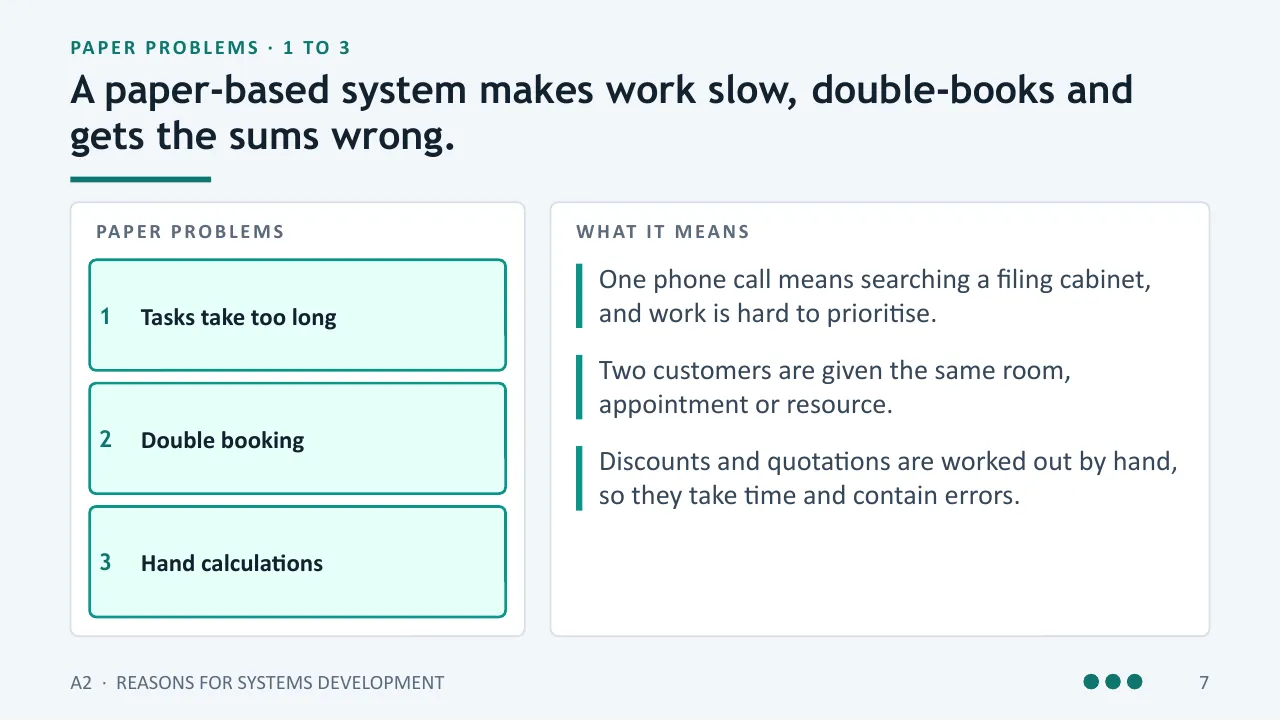 PAPER PROBLEMS · 1 TO 3
A paper-based system makes work slow, double-books and
gets the sums wrong.
PAPER PROBLEMS
1 Tasks take too long
2 Double booking
3 Hand calculations
WHAT IT MEANS
One phone call means searching a filing cabinet,
and work is hard to prioritise.
Two customers are given the same room,
appointment or resource.
Discounts and quotations are worked out by hand,
so they take time and contain errors.
A2 · REASONS FOR SYSTEMS DEVELOPMENT
7